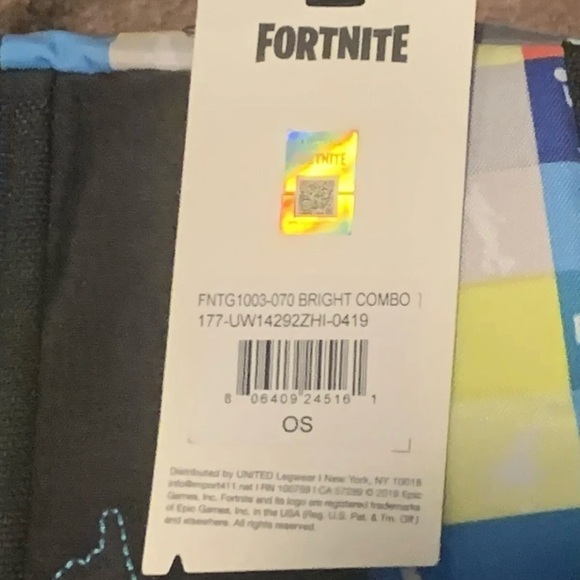 FORTNITE
FNTG1003-070 BRIGHT COMBO
177-UW14292ZHI-0419
8 06409 24516 1
OS
Distributed by UNITED Legwear I New York, NY 10018
info@import411.net I RN 100759 I CA 57099 © 2019 Epic
Games, Inc. Fortnite and its logo are registered trademarks
of Epic Games, Inc. in the USA (Reg. U.S. Pat. & Tm. Off.)
and elsewhere. All rights reserved.